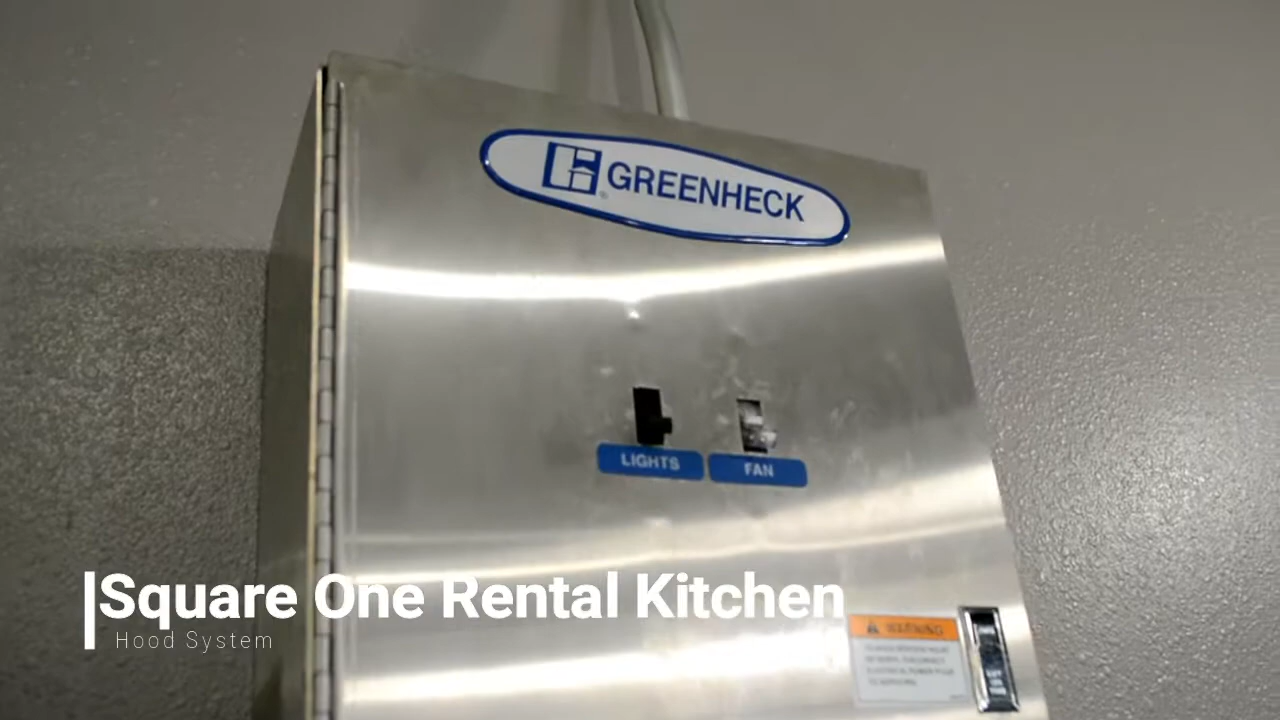 GREENHECK
LIGHTS
FAN
Square One Rental Kitchen
Hood System
WARNING